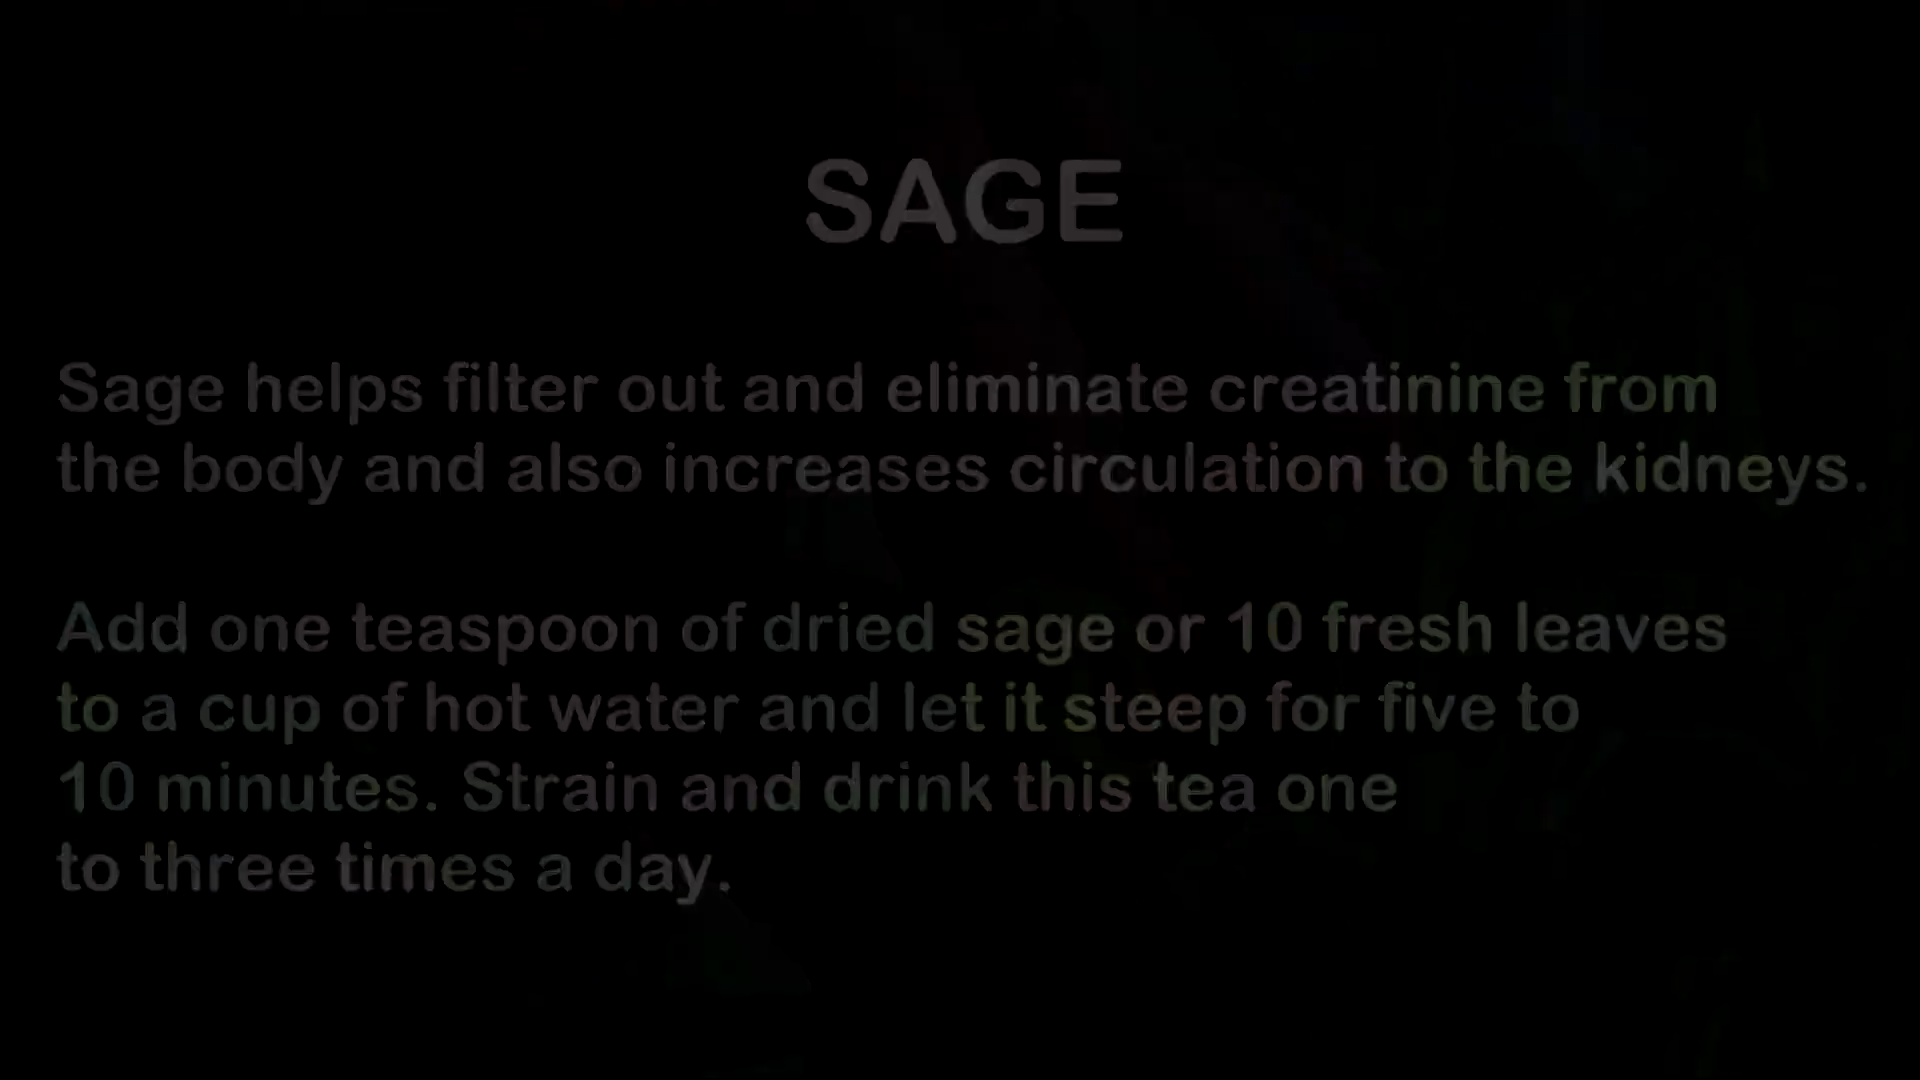 SAGE
Sage helps filter out and eliminate creatinine from
the body and also increases circulation to the kidneys.
Add one teaspoon of dried sage or 10 fresh leaves
to a cup of hot water and let it steep for five to
10 minutes. Strain and drink this tea one
to three times a day.